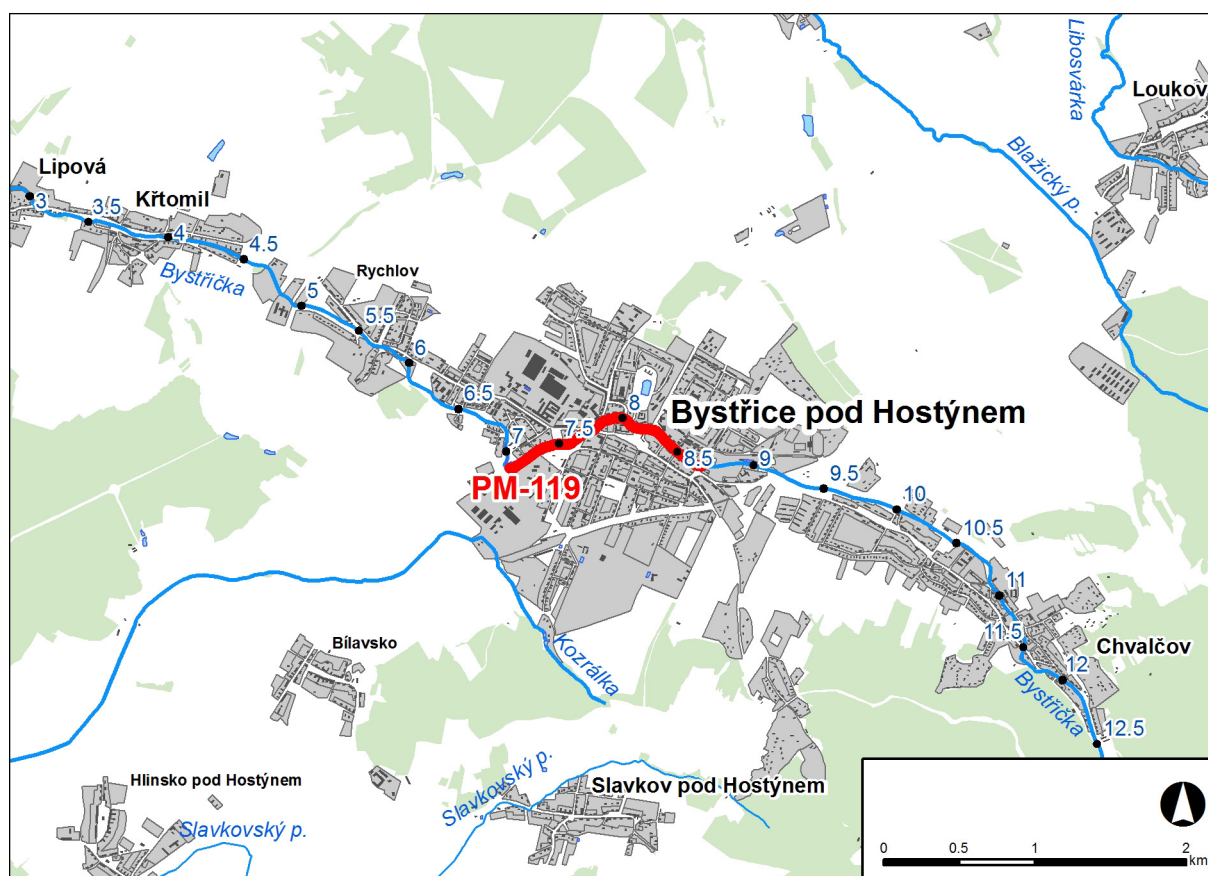 Libosvárka
Loukov
Blažický p.
Lipová
3
3.5
Křtomil
4
4.5
Bystřička
Rychlov
5
5.5
6
6.5
7
7.5
8
Bystřice pod Hostýnem
8.5
9
PM-119
9.5
10
10.5
11
11.5
Chvalčov
12
Bystřička
12.5
Bílavsko
Kozrálka
Hlinsko pod Hostýnem
Slavkovský p.
Slavkovský p.
Slavkov pod Hostýnem
0 0.5 1 2
km